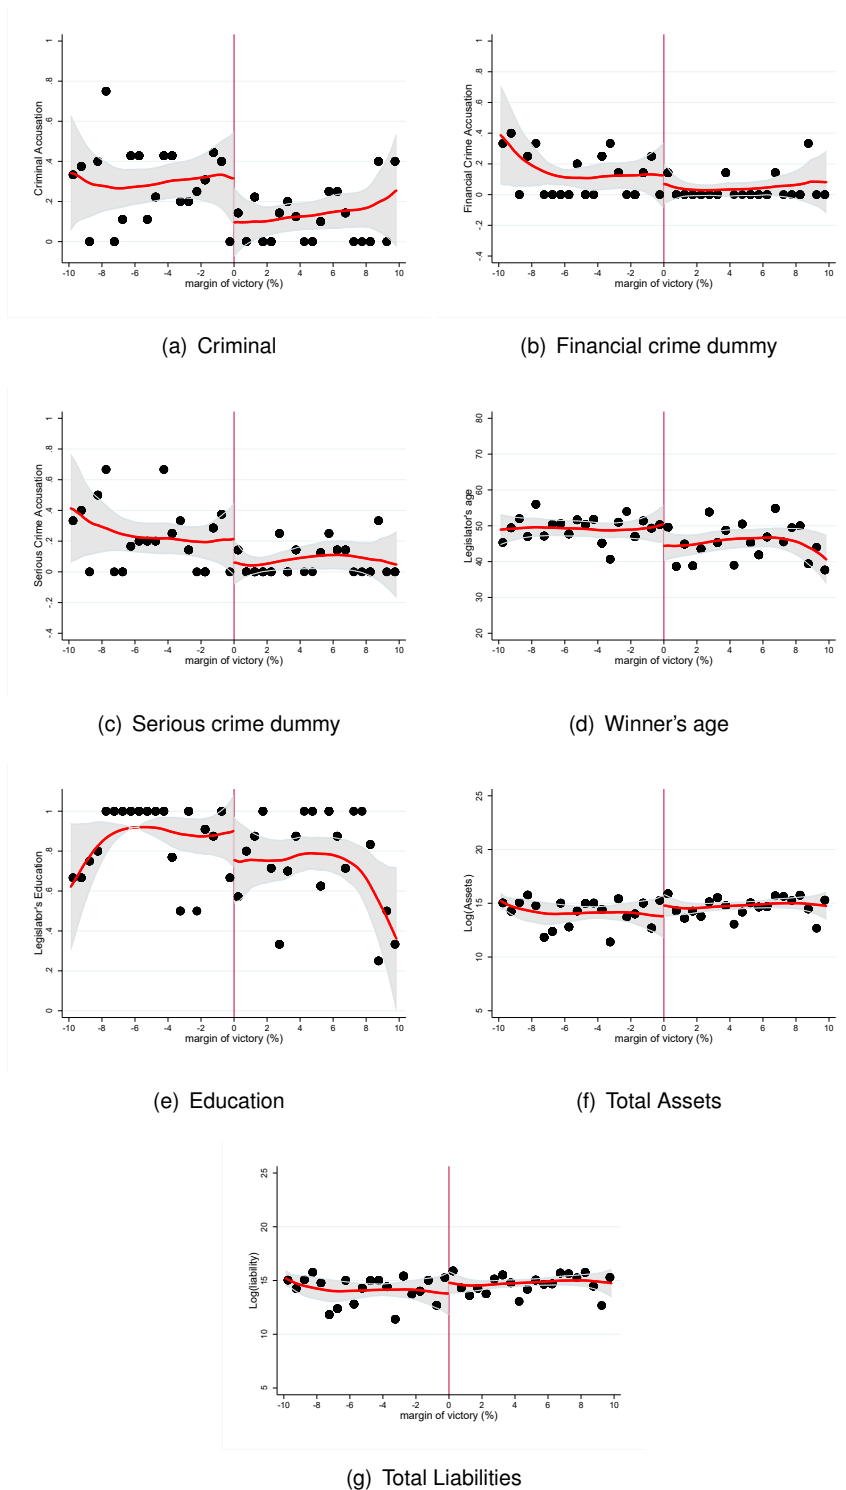 1
.8
.6
.4
.2
0
Criminal Accusation
-10 -8 -6 -4 -2 0 2 4 6 8 10
margin of victory (%)
(a) Criminal
1
.8
.6
.4
.2
0
-.2
-.4
Financial Crime Accusation
-10 -8 -6 -4 -2 0 2 4 6 8 10
margin of victory (%)
(b) Financial crime dummy
1
.8
.6
.4
.2
0
-.2
-.4
Serious Crime Accusation
-10 -8 -6 -4 -2 0 2 4 6 8 10
margin of victory (%)
(c) Serious crime dummy
80
70
60
50
40
30
20
Legislator's age
-10 -8 -6 -4 -2 0 2 4 6 8 10
margin of victory (%)
(d) Winner's age
1
.8
.6
.4
.2
0
Legislator's Education
-10 -8 -6 -4 -2 0 2 4 6 8 10
margin of victory (%)
(e) Education
25
20
15
10
5
Log(Assets)
-10 -8 -6 -4 -2 0 2 4 6 8 10
margin of victory (%)
(f) Total Assets
25
20
15
10
5
Log(liability)
-10 -8 -6 -4 -2 0 2 4 6 8 10
margin of victory (%)
(g) Total Liabilities